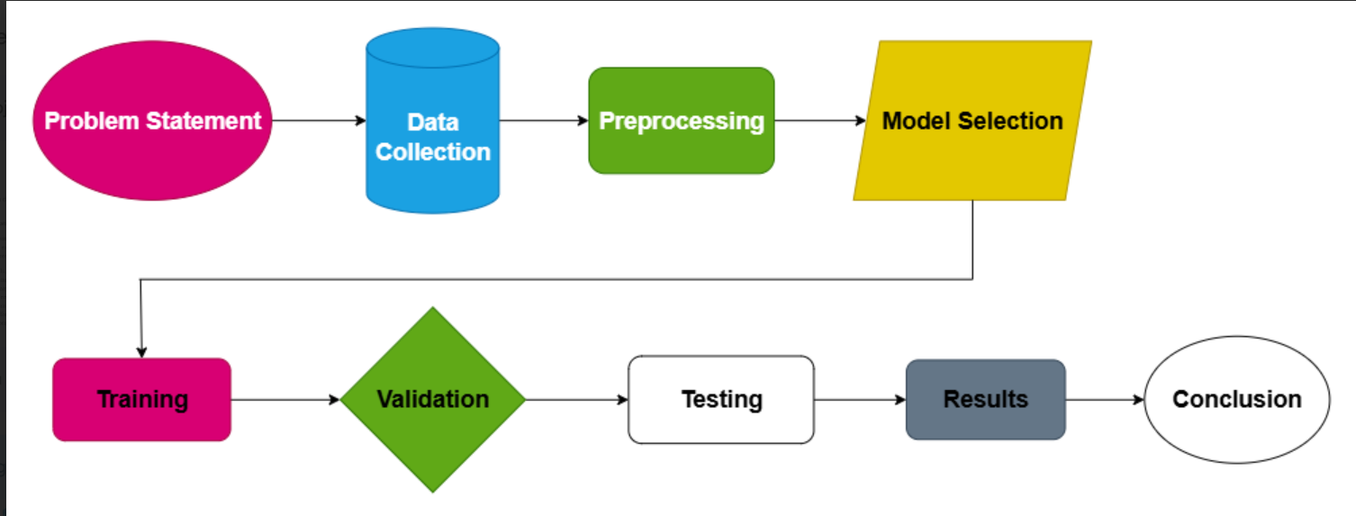 Problem Statement
Data
Collection
Preprocessing
Model Selection
Training
Validation
Testing
Results
Conclusion